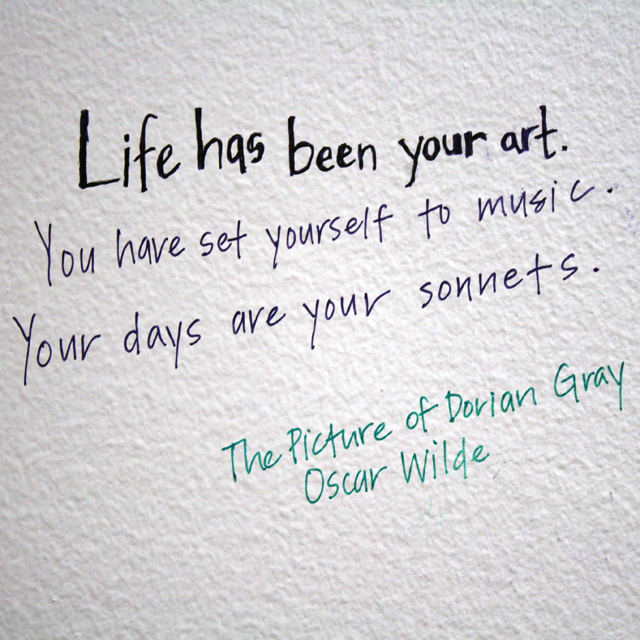 Life has been your art.
You have set yourself to music.
Your days are your sonnets.
The Picture of Dorian Gray
Oscar Wilde